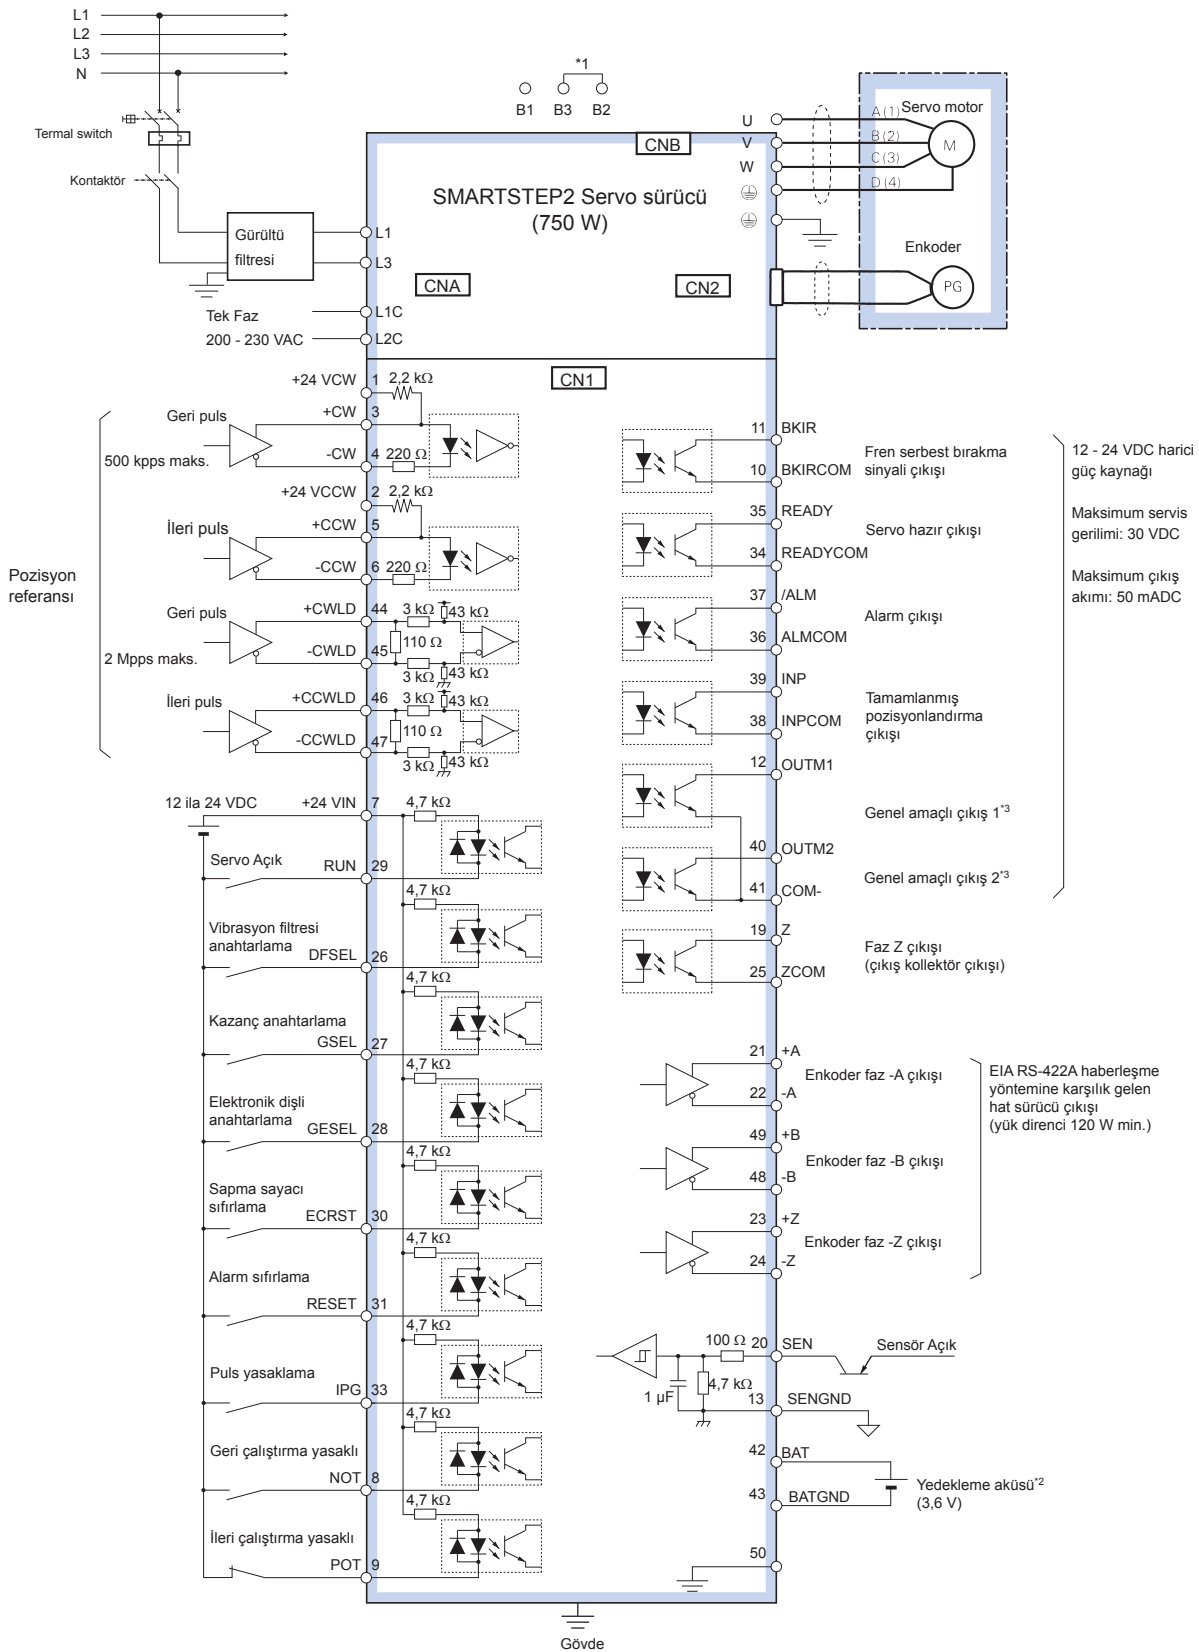 L1
L2
L3
N
Termal switch
Kontaktör
Gürültü
filtresi
L1
L3
Tek Faz
200 - 230 VAC
L1C
L2C
*1
B1 B3 B2
CNB
SMARTSTEP2 Servo sürücü
(750 W)
CNA
CN2
CN1
U
V
W
A (1)
B (2)
C (3)
D (4)
Servo motor
M
Enkoder
PG
Pozisyon
referansı
+24 VCW 1 2,2 kΩ
Geri puls
+CW 3
500 kpps maks.
-CW 4 220 Ω
+24 VCCW 2 2,2 kΩ
İleri puls
+CCW 5
-CCW 6 220 Ω
Geri puls
+CWLD 44 3 kΩ 43 kΩ
110 Ω
2 Mpps maks.
-CWLD 45
3 kΩ 43 kΩ
İleri puls
+CCWLD 46 3 kΩ 43 kΩ
110 Ω
-CCWLD 47
3 kΩ 43 kΩ
12 ila 24 VDC +24 VIN 7 4,7 kΩ
Servo Açık
RUN 29
4,7 kΩ
Vibrasyon filtresi
anahtarlama
DFSEL 26
4,7 kΩ
Kazanç anahtarlama
GSEL 27
4,7 kΩ
Elektronik dişli
anahtarlama
GESEL 28
4,7 kΩ
Sapma sayacı
sıfırlama
ECRST 30
4,7 kΩ
Alarm sıfırlama
RESET 31
4,7 kΩ
Puls yasaklama
IPG 33
4,7 kΩ
Geri çalıştırma yasaklı
NOT 8
4,7 kΩ
İleri çalıştırma yasaklı
POT 9
11 BKIR
Fren serbest bırakma
sinyali çıkışı
10 BKIRCOM
35 READY
Servo hazır çıkışı
34 READYCOM
37 /ALM
Alarm çıkışı
36 ALMCOM
39 INP
Tamamlanmış
pozisyonlandırma
çıkışı
38 INPCOM
12 OUTM1
Genel amaçlı çıkış 1*3
40 OUTM2
Genel amaçlı çıkış 2*3
41 COM-
19 Z
Faz Z çıkışı
(çıkış kollektör çıkışı)
25 ZCOM
12 - 24 VDC harici
güç kaynağı
Maksimum servis
gerilimi: 30 VDC
Maksimum çıkış
akımı: 50 mADC
21 +A
Enkoder faz -A çıkışı
22 -A
49 +B
Enkoder faz -B çıkışı
48 -B
23 +Z
Enkoder faz -Z çıkışı
24 -Z
EIA RS-422A haberleşme
yöntemine karşılık gelen
hat sürücü çıkışı
(yük direnci 120 W min.)
100 Ω 20 SEN
Sensör Açık
4,7 kΩ
1 µF
13 SENGND
42 BAT
Yedekleme aküsü*2
(3,6 V)
43 BATGND
50
Gövde